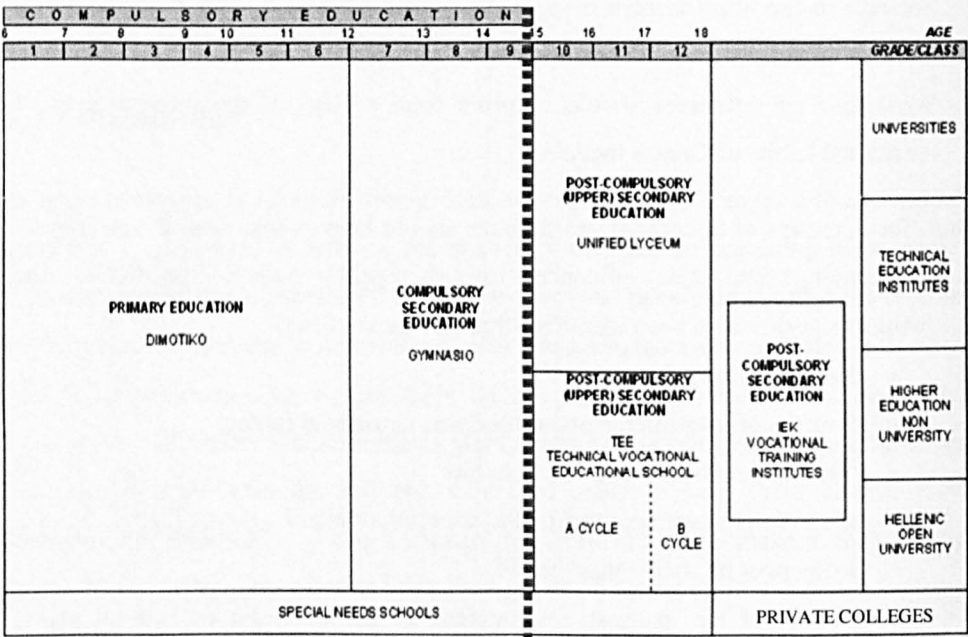 COMPULSORY EDUCATION
6 7 8 9 10 11 12 13 14 15 16 17 18 AGE
1 2 3 4 5 6 7 8 9 10 11 12 GRADE/CLASS
UNIVERSITIES
POST-COMPULSORY
(UPPER) SECONDARY
EDUCATION
UNIFIED LYCEUM
TECHNICAL
EDUCATION
INSTITUTES
PRIMARY EDUCATION
DIMOTIKO
COMPULSORY
SECONDARY
EDUCATION
GYMNASIO
POST-
COMPULSORY
SECONDARY
EDUCATION
IEK
VOCATIONAL
TRAINING
INSTITUTES
POST-COMPULSORY
(UPPER) SECONDARY
EDUCATION
TEE
TECHNICAL VOCATIONAL
EDUCATIONAL SCHOOL
A CYCLE
B
CYCLE
HIGHER
EDUCATION
NON
UNIVERSITY
HELLENIC
OPEN
UNIVERSITY
SPECIAL NEEDS SCHOOLS
PRIVATE COLLEGES